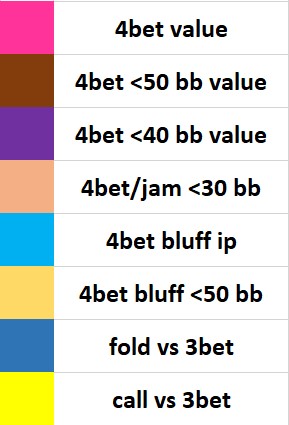 4bet value
4bet <50 bb value
4bet <40 bb value
4bet/jam <30 bb
4bet bluff ip
4bet bluff <50 bb
fold vs 3bet
call vs 3bet